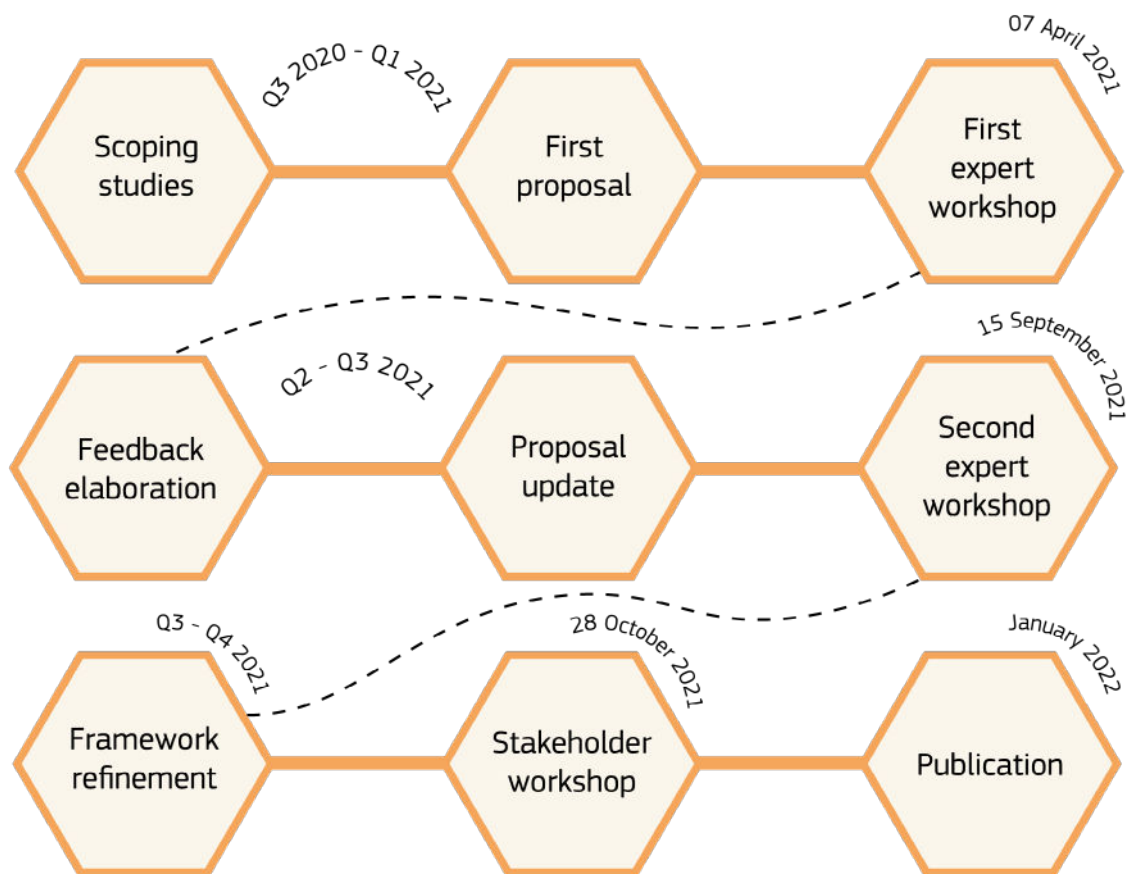 Scoping
studies
Q3 2020 - Q1 2021
First
proposal
07 April 2021
First
expert
workshop
Feedback
elaboration
Q2 - Q3 2021
Proposal
update
15 September 2021
Second
expert
workshop
Q3 - Q4 2021
Framework
refinement
28 October 2021
Stakeholder
workshop
January 2022
Publication